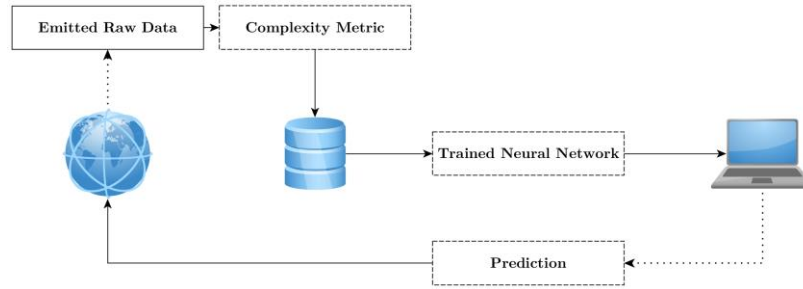 Emitted Raw Data
Complexity Metric
Trained Neural Network
Prediction